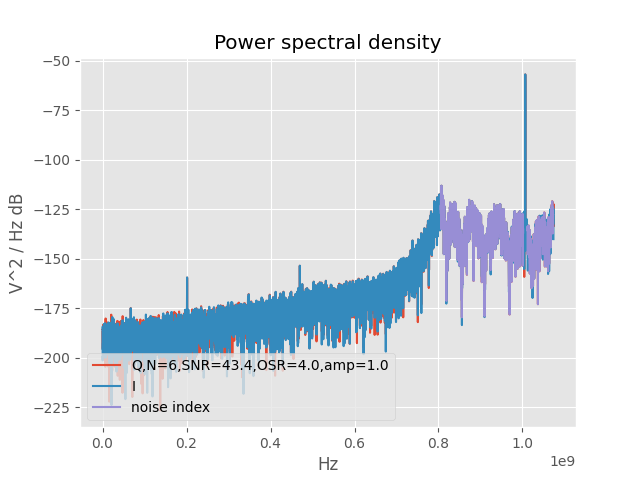 Power spectral density
V^2 / Hz dB
−50
−75
−100
−125
−150
−175
−200
−225
Q,N=6,SNR=43.4,OSR=4.0,amp=1.0
I
noise index
0.0 0.2 0.4 0.6 0.8 1.0
1e9
Hz